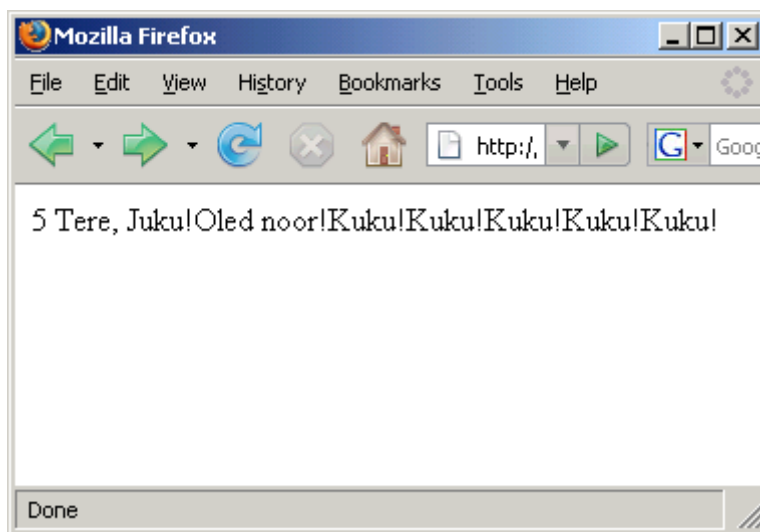 Mozilla Firefox
File Edit View History Bookmarks Tools Help
http:/, G Goog
5 Tere, Juku!Oled noor!Kuku!Kuku!Kuku!Kuku!Kuku!
Done